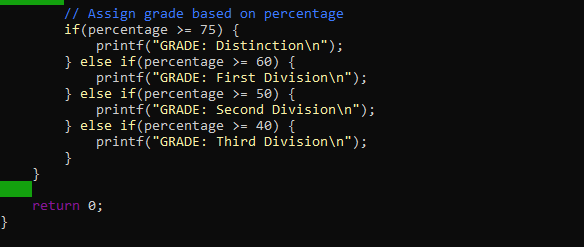 // Assign grade based on percentage
if(percentage >= 75) {
printf("GRADE: Distinction\n");
} else if(percentage >= 60) {
printf("GRADE: First Division\n");
} else if(percentage >= 50) {
printf("GRADE: Second Division\n");
} else if(percentage >= 40) {
printf("GRADE: Third Division\n");
}
}
return 0;
}